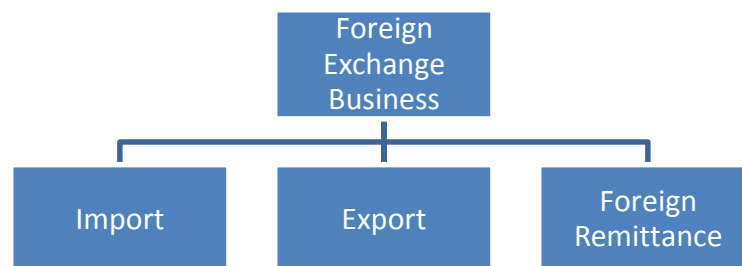 Foreign
Exchange
Business
Import
Export
Foreign
Remittance